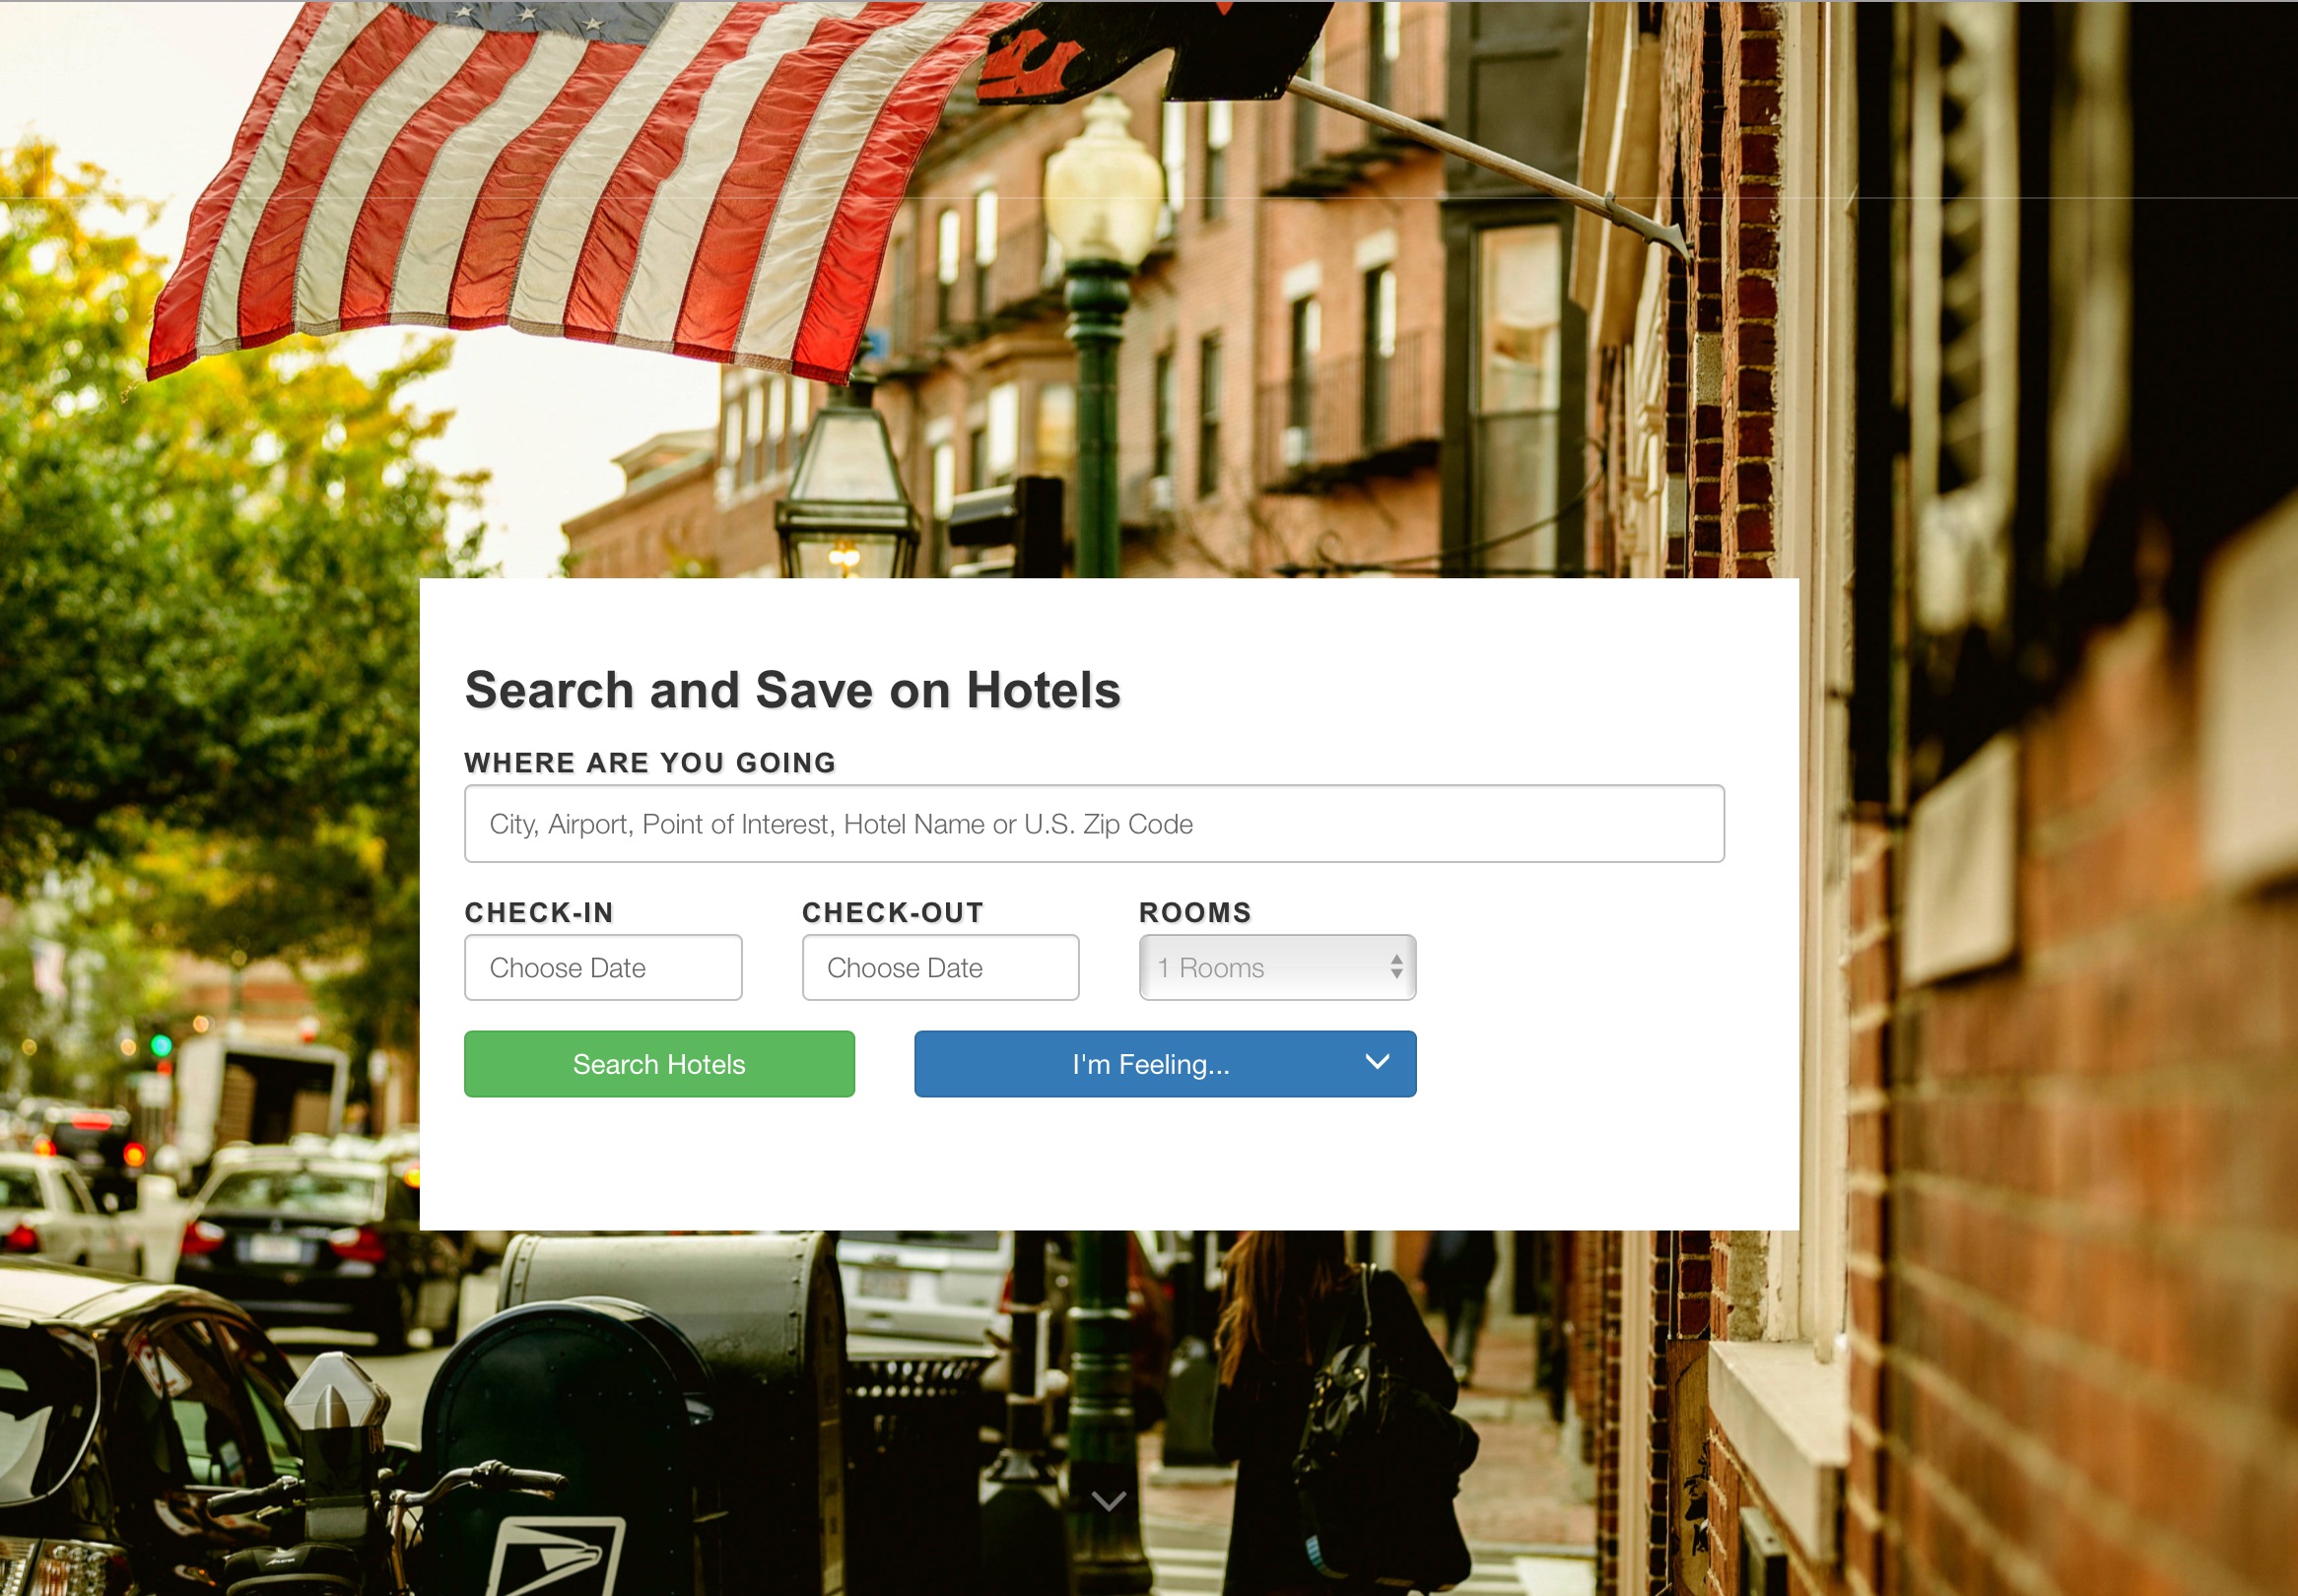 Search and Save on Hotels
WHERE ARE YOU GOING
City, Airport, Point of Interest, Hotel Name or U.S. Zip Code
CHECK-IN
CHECK-OUT
ROOMS
Choose Date
Choose Date
1 Rooms
Search Hotels
I'm Feeling...